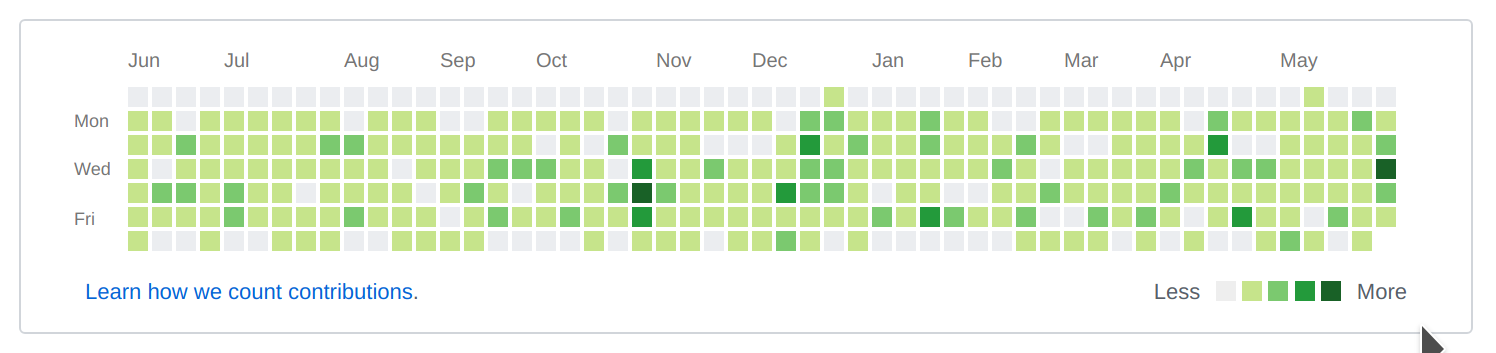 Jun Jul Aug Sep Oct Nov Dec Jan Feb Mar Apr May
Mon
Wed
Fri
Learn how we count contributions.
Less More